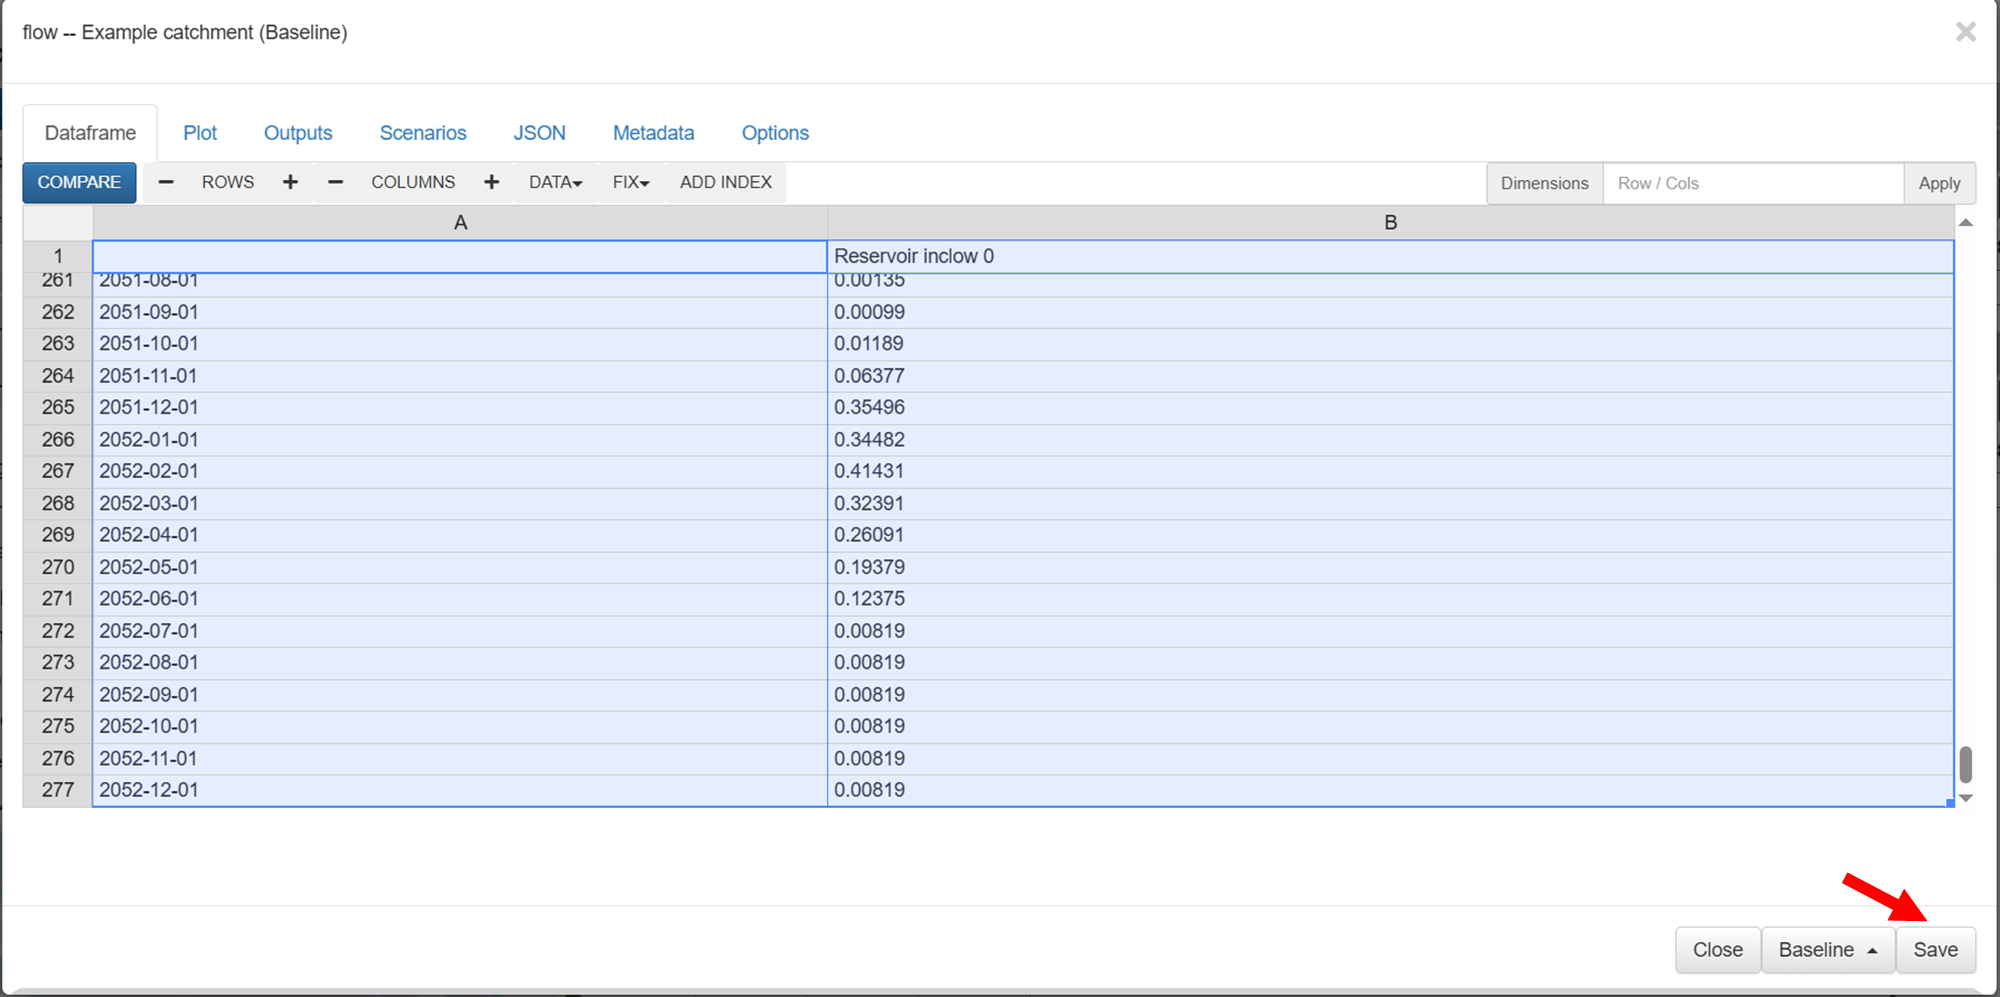 flow -- Example catchment (Baseline)
Dataframe Plot Outputs Scenarios JSON Metadata Options
COMPARE ROWS COLUMNS DATA FIX ADD INDEX Dimensions Row / Cols Apply
A B
1 Reservoir inclow 0
261 2051-08-01 0.00135
262 2051-09-01 0.00099
263 2051-10-01 0.01189
264 2051-11-01 0.06377
265 2051-12-01 0.35496
266 2052-01-01 0.34482
267 2052-02-01 0.41431
268 2052-03-01 0.32391
269 2052-04-01 0.26091
270 2052-05-01 0.19379
271 2052-06-01 0.12375
272 2052-07-01 0.00819
273 2052-08-01 0.00819
274 2052-09-01 0.00819
275 2052-10-01 0.00819
276 2052-11-01 0.00819
277 2052-12-01 0.00819
Close Baseline Save